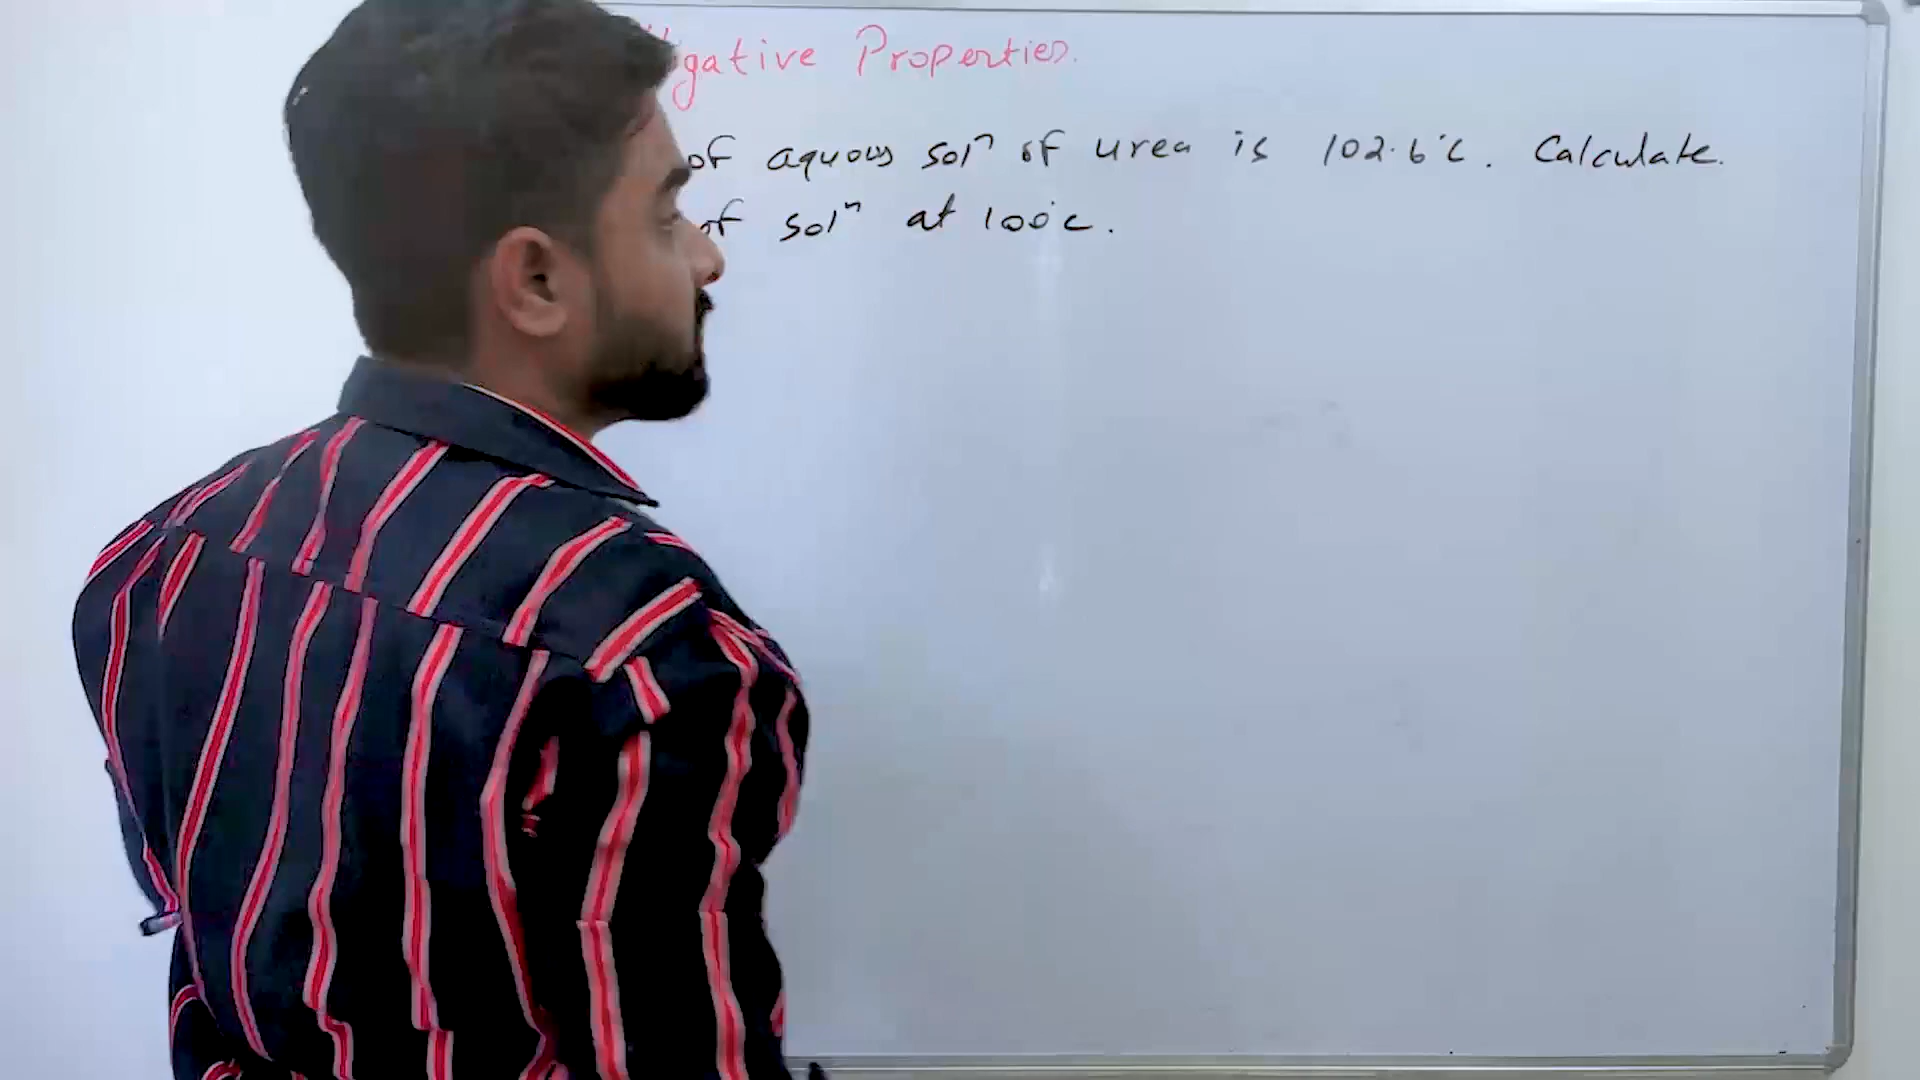 gative Properties.
of aquous solⁿ of urea is 102.6°C. Calculate.
of solⁿ at 100°C.